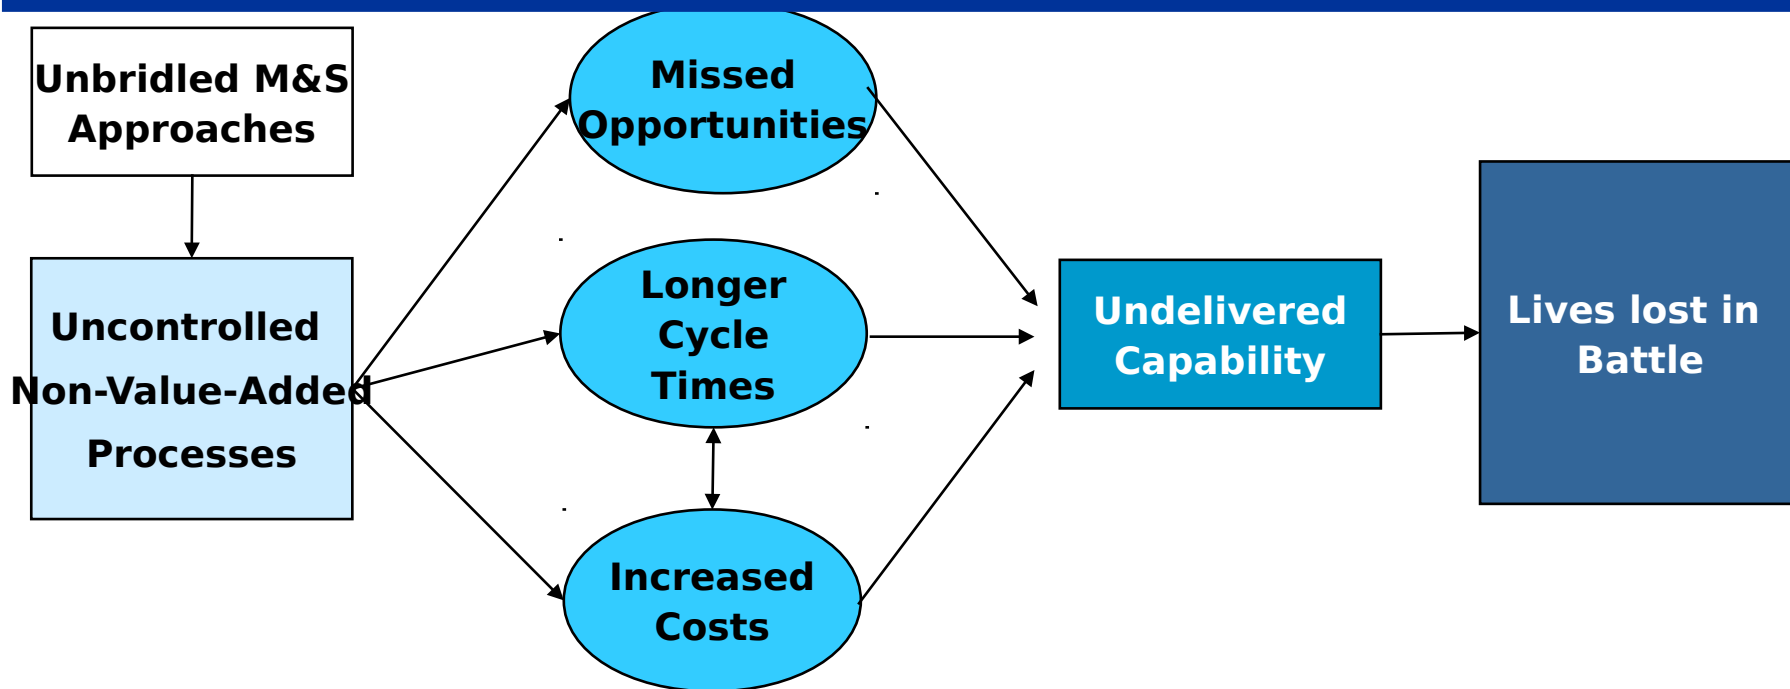 Unbridled M&S
Approaches
Uncontrolled
Non-Value-Added
Processes
Missed
Opportunities
Longer
Cycle
Times
Increased
Costs
Undelivered
Capability
Lives lost in
Battle